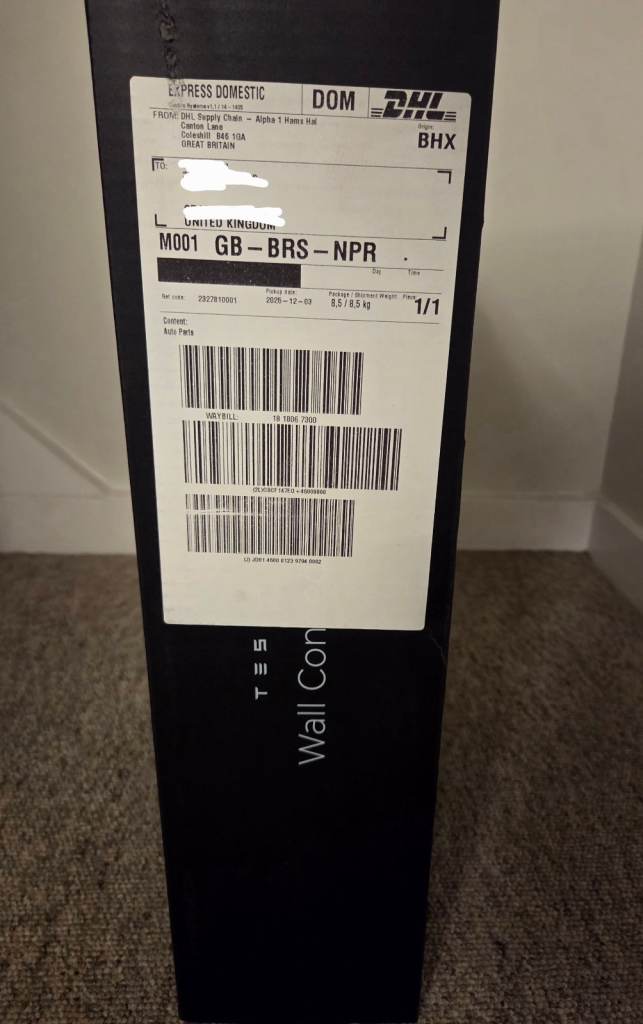 EXPRESS DOMESTIC
DOM
DHL
FROM: DHL Supply Chain - Alpha 1 Hams Hal
Canton Lane
Coleshill B46 1QA
GREAT BRITAIN
Origin:
BHX
TO:
UNITED KINGDOM
M001 GB-BRS-NPR .
Day Time
Ref code: 2327810001
Pickup date:
2025-12-03
Package / Shipment Weight:
8,5 / 8,5 kg
Piece:
1/1
Content:
Auto Parts
WAYBILL: 18 1806 7300
TES
Wall Con